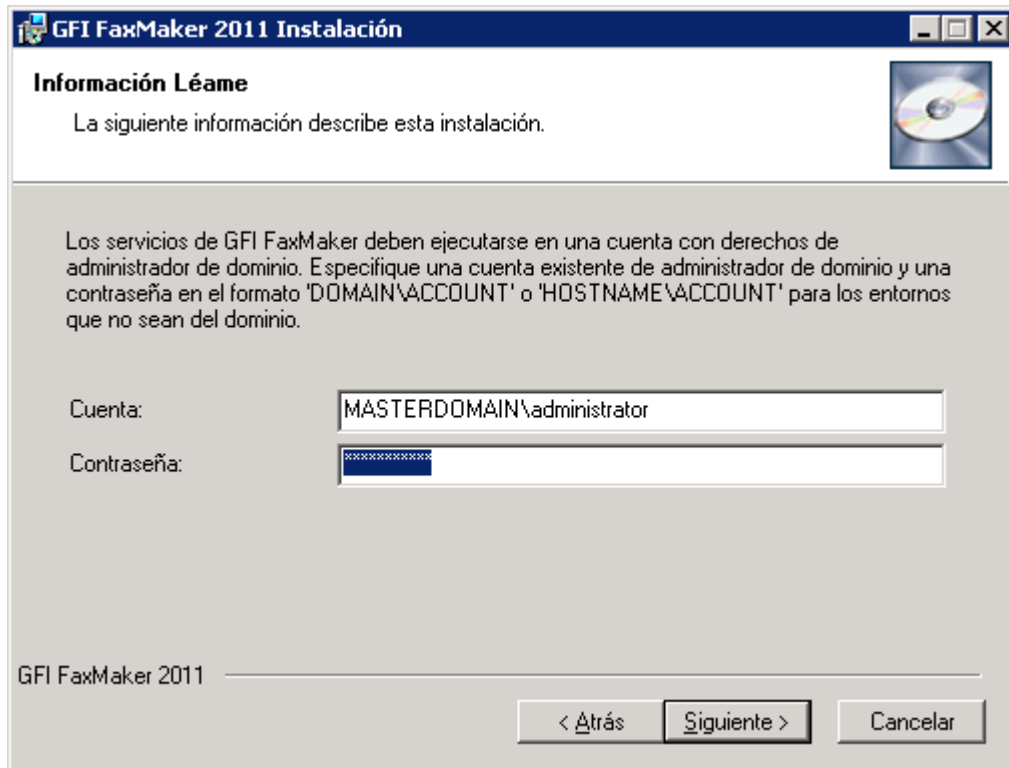 GFI FaxMaker 2011 Instalación
Información Léame
La siguiente información describe esta instalación.
Los servicios de GFI FaxMaker deben ejecutarse en una cuenta con derechos de
administrador de dominio. Especifique una cuenta existente de administrador de dominio y una
contraseña en el formato 'DOMAIN\ACCOUNT' o 'HOSTNAME\ACCOUNT' para los entornos
que no sean del dominio.
Cuenta: MASTERDOMAIN\administrator
Contraseña: ***********
GFI FaxMaker 2011
< Atrás Siguiente > Cancelar